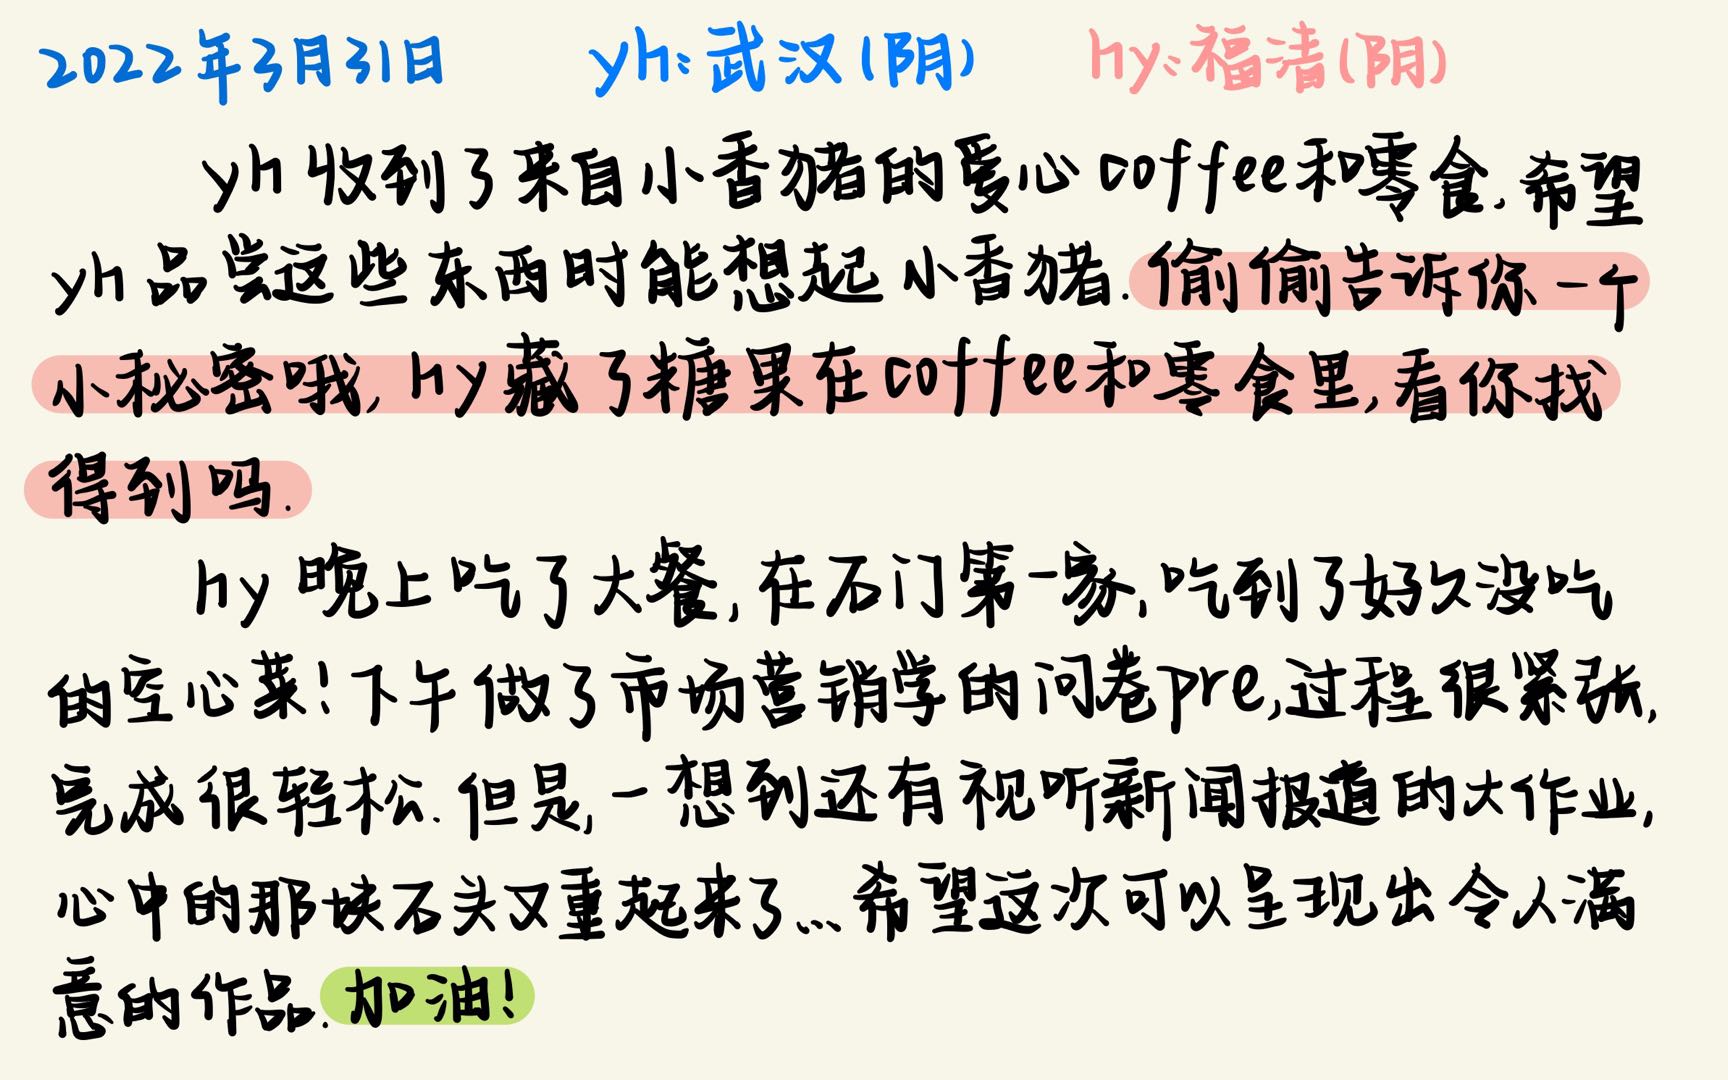 2022年3月31日 yh:武汉(阴) hy:福清(阴)
yh收到了来自小香猪的爱心coffee和零食,希望
yh品尝这些东西时能想起小香猪.偷偷告诉你一个
小秘密哦,hy藏了糖果在coffee和零食里,看你找
得到吗.
hy晚上吃了大餐,在石门第一家,吃到了好久没吃
的空心菜!下午做了市场营销学的问卷pre,过程很紧张,
完成很轻松.但是,一想到还有视听新闻报道的大作业,
心中的那块石头又重起来了...希望这次可以呈现出令人满
意的作品.加油!